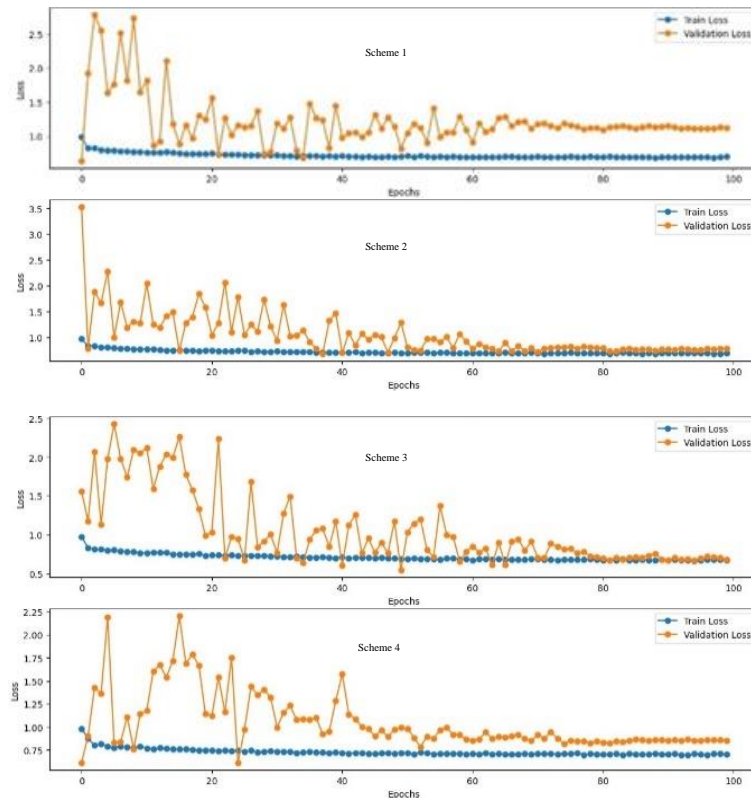 Scheme 1
Train Loss
Validation Loss
Loss
2.5
2.0
1.5
1.0
0
20
40
60
80
100
Epochs
Scheme 2
Train Loss
Validation Loss
Loss
3.5
3.0
2.5
2.0
1.5
1.0
0
20
40
60
80
100
Epochs
Scheme 3
Train Loss
Validation Loss
Loss
2.5
2.0
1.5
1.0
0.5
0
20
40
60
80
100
Epochs
Scheme 4
Train Loss
Validation Loss
Loss
2.25
2.00
1.75
1.50
1.25
1.00
0.75
0
20
40
60
80
100
Epochs